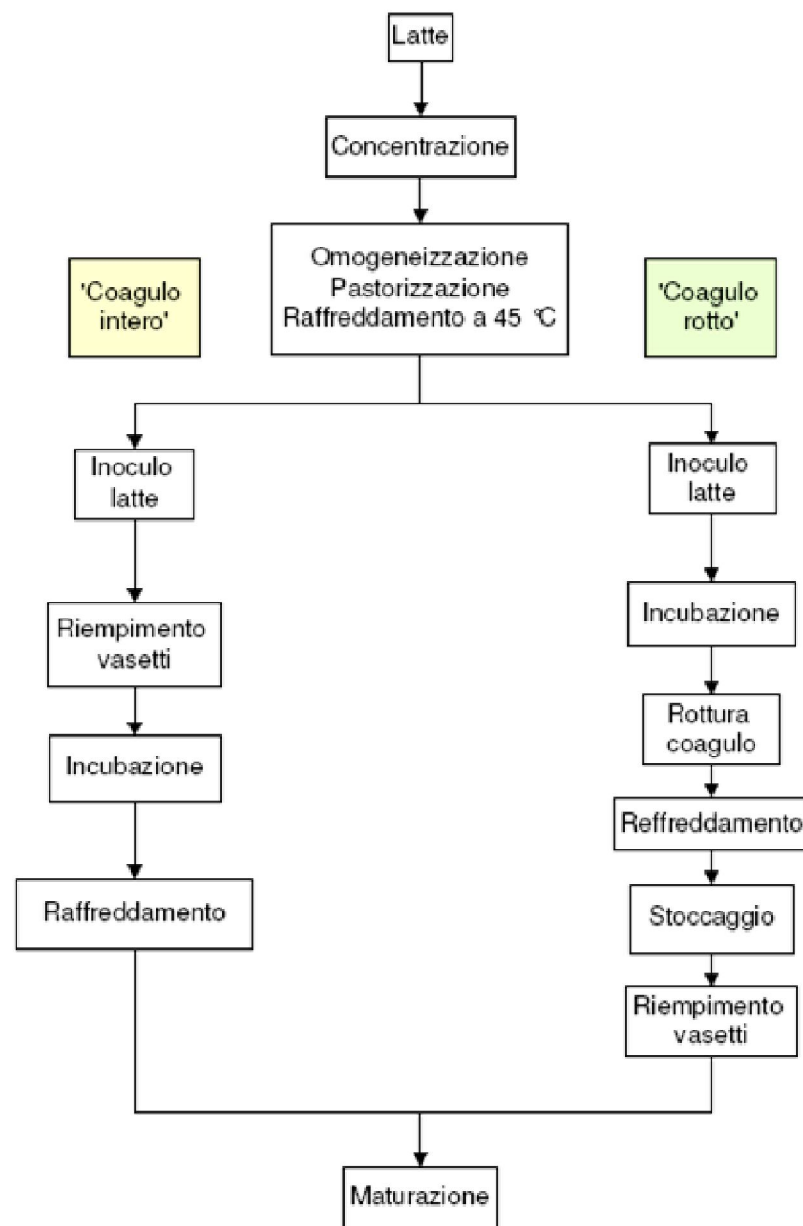 Latte
Concentrazione
Omogeneizzazione
Pastorizzazione
Raffreddamento a 45 °C
'Coagulo
intero'
'Coagulo
rotto'
Inoculo
latte
Riempimento
vasetti
Incubazione
Raffreddamento
Inoculo
latte
Incubazione
Rottura
coagulo
Reffreddamento
Stoccaggio
Riempimento
vasetti
Maturazione